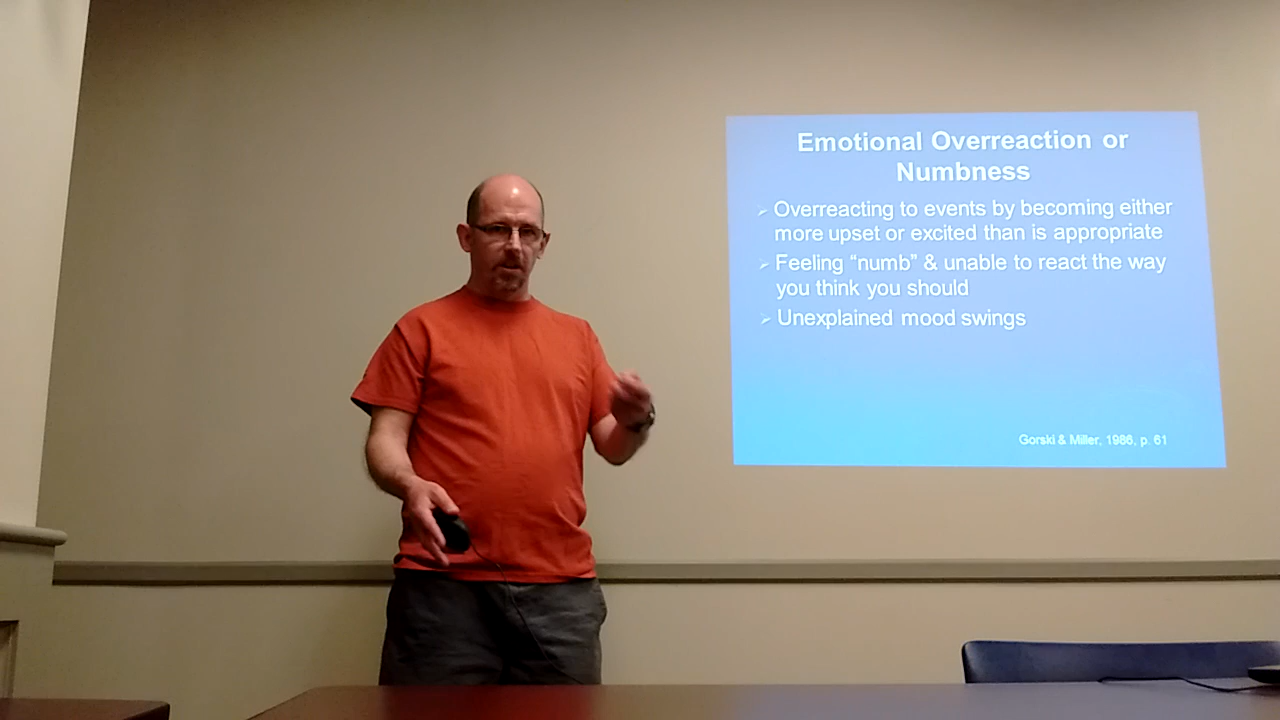 Emotional Overreaction or
Numbness
➢ Overreacting to events by becoming either
more upset or excited than is appropriate
➢ Feeling “numb” & unable to react the way
you think you should
➢ Unexplained mood swings
Gorski & Miller, 1986, p. 61